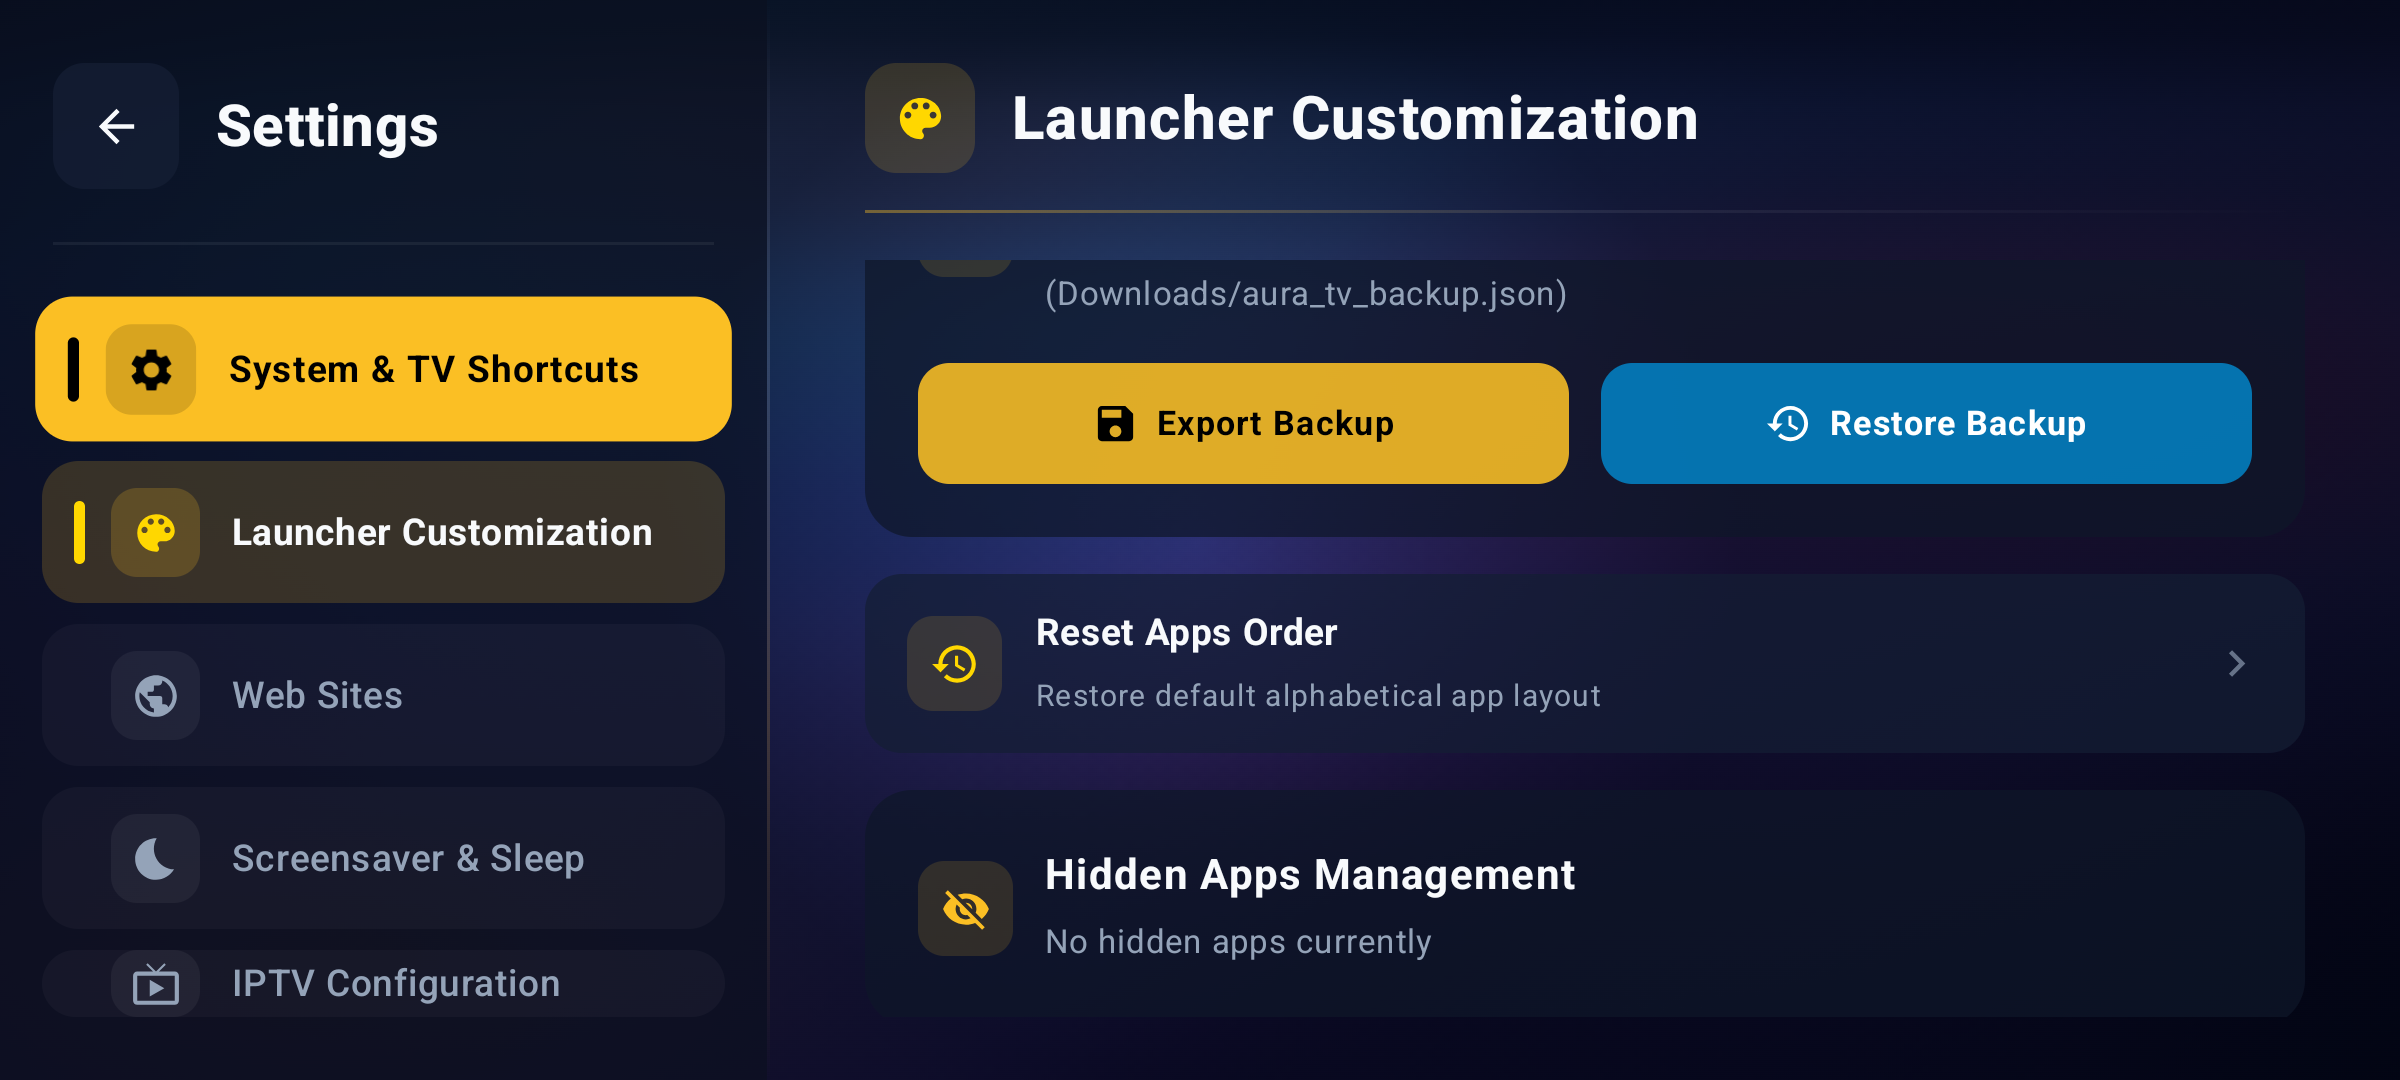 Settings
System & TV Shortcuts
Launcher Customization
Web Sites
Screensaver & Sleep
IPTV Configuration
Launcher Customization
(Downloads/aura_tv_backup.json)
Export Backup
Restore Backup
Reset Apps Order
Restore default alphabetical app layout
Hidden Apps Management
No hidden apps currently